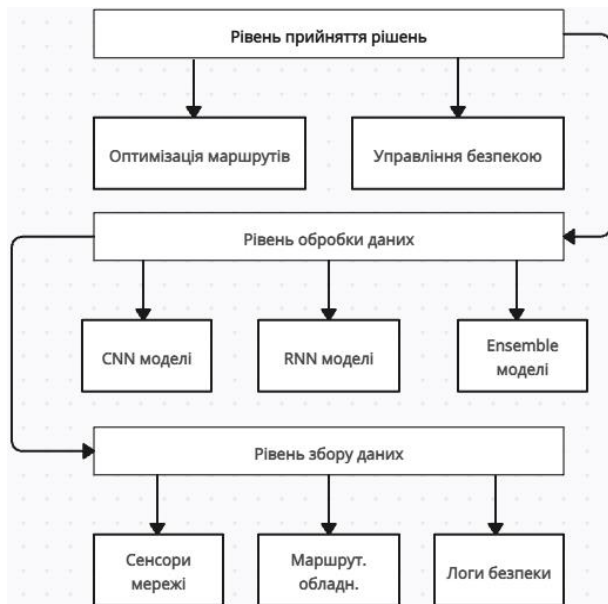 Рівень прийняття рішень
Оптимізація маршрутів
Управління безпекою
Рівень обробки даних
CNN моделі
RNN моделі
Ensemble
моделі
Рівень збору даних
Сенсори
мережі
Маршрут.
обладн.
Логи безпеки